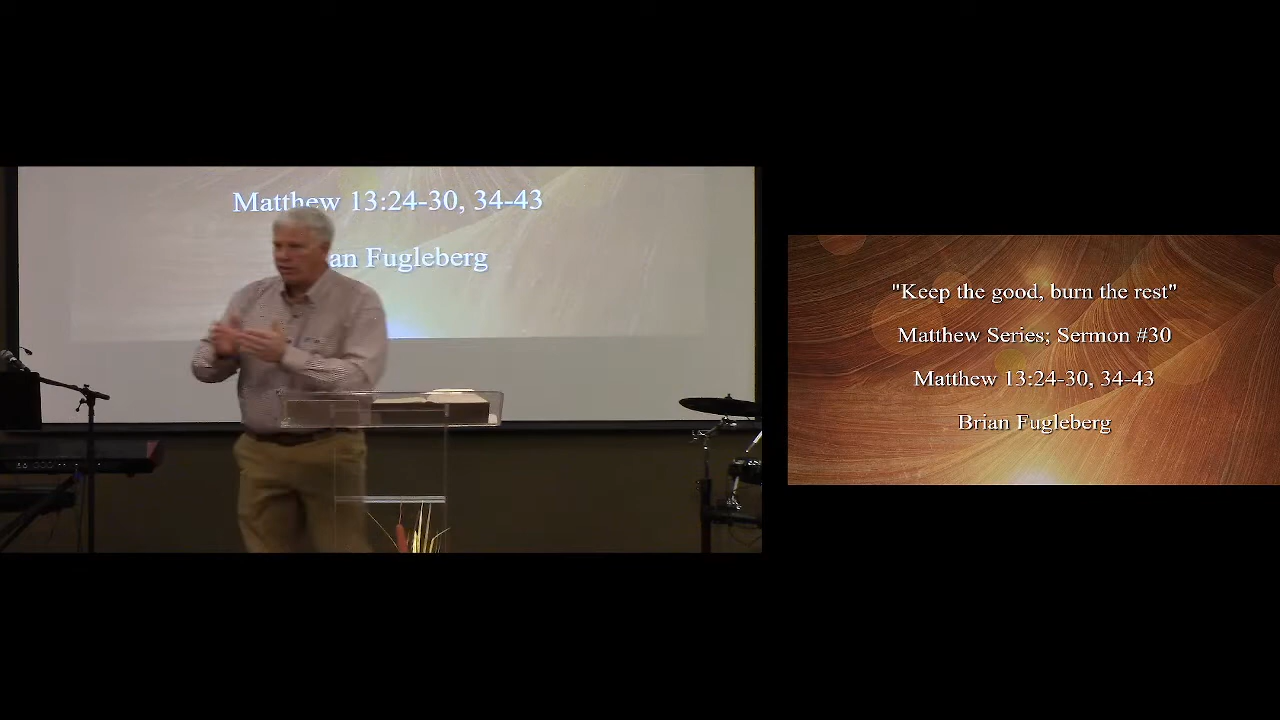 Matthew 13:24-30, 34-43
an Fugleberg
"Keep the good, burn the rest"
Matthew Series; Sermon #30
Matthew 13:24-30, 34-43
Brian Fugleberg